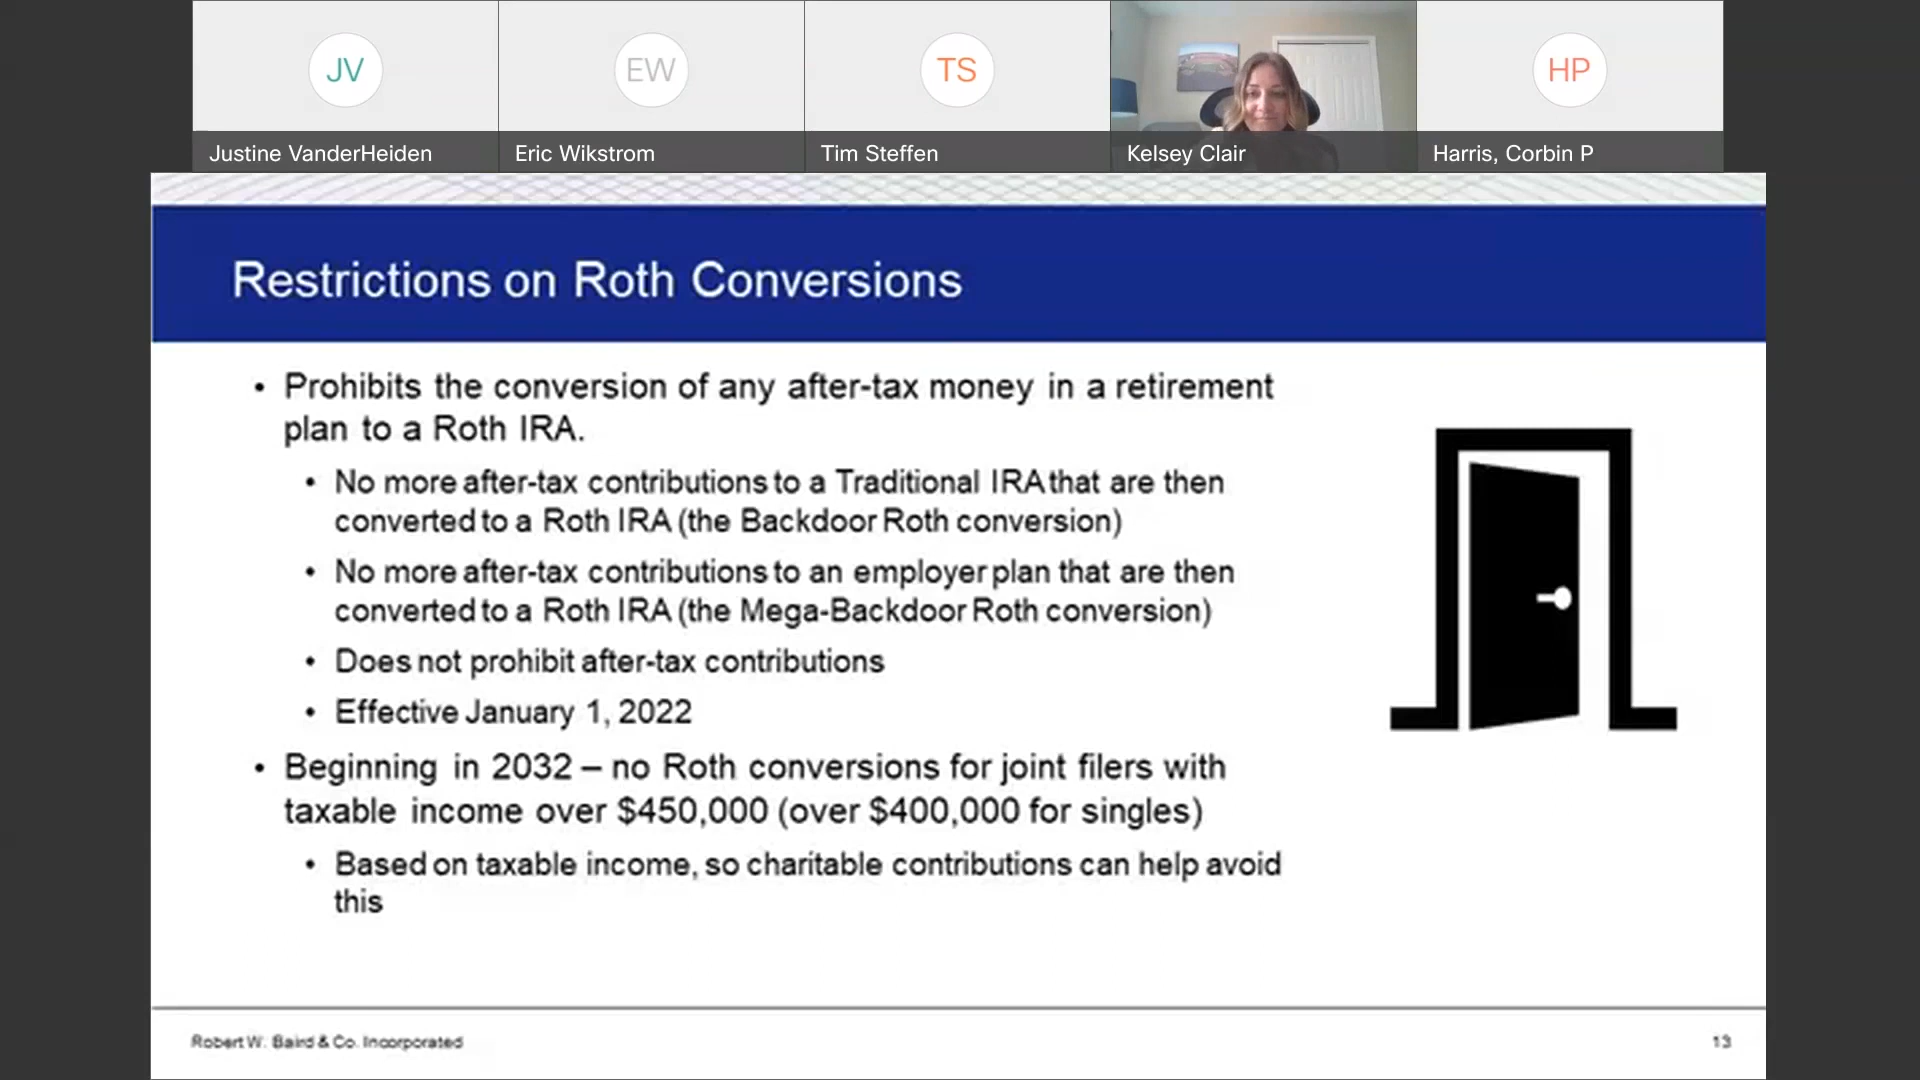 JV
EW
TS
HP
Justine VanderHeiden
Eric Wikstrom
Tim Steffen
Kelsey Clair
Harris, Corbin P
Restrictions on Roth Conversions
• Prohibits the conversion of any after-tax money in a retirement
plan to a Roth IRA.
• No more after-tax contributions to a Traditional IRA that are then
converted to a Roth IRA (the Backdoor Roth conversion)
• No more after-tax contributions to an employer plan that are then
converted to a Roth IRA (the Mega-Backdoor Roth conversion)
• Does not prohibit after-tax contributions
• Effective January 1, 2022
• Beginning in 2032 – no Roth conversions for joint filers with
taxable income over $450,000 (over $400,000 for singles)
• Based on taxable income, so charitable contributions can help avoid
this
Robert W. Baird & Co. Incorporated
13